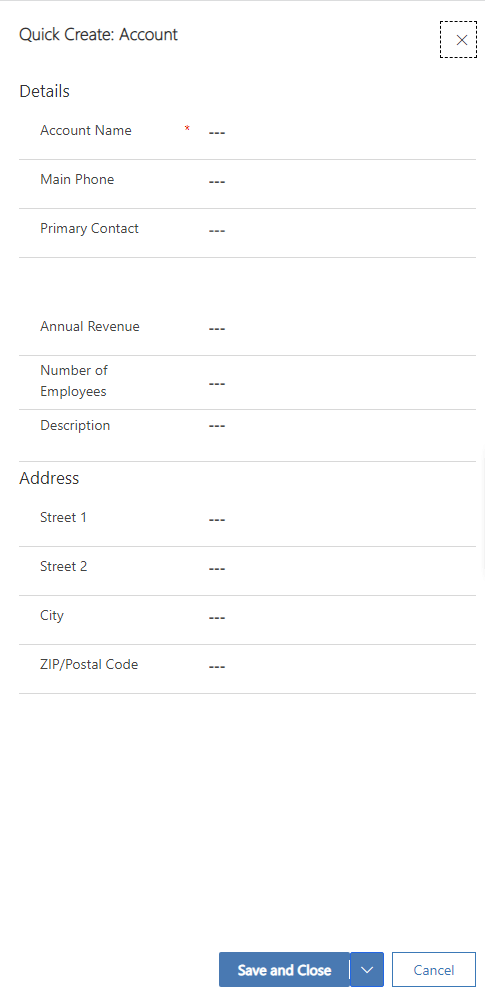 Quick Create: Account
Details
Account Name * ---
Main Phone ---
Primary Contact ---
Annual Revenue ---
Number of
Employees ---
Description ---
Address
Street 1 ---
Street 2 ---
City ---
ZIP/Postal Code ---
Save and Close Cancel